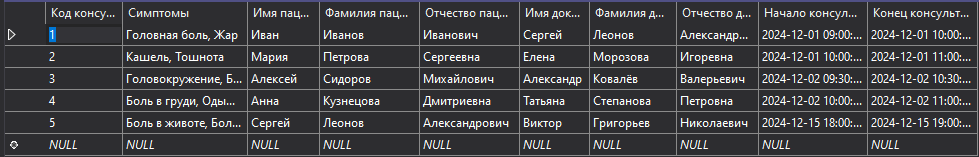 Код консу... Симптомы Имя пац... Фамилия пац... Отчество пац... Имя док... Фамилия д... Отчество д... Начало консул... Конец консульт...
1 Головная боль, Жар Иван Иванов Иванович Сергей Леонов Александр... 2024-12-01 09:00:... 2024-12-01 10:00:...
2 Кашель, Тошнота Мария Петрова Сергеевна Елена Морозова Игоревна 2024-12-01 10:00:... 2024-12-01 11:00:...
3 Головокружение, Б... Алексей Сидоров Михайлович Александр Ковалёв Валерьевич 2024-12-02 09:30:... 2024-12-02 10:30:...
4 Боль в груди, Оды... Анна Кузнецова Дмитриевна Татьяна Степанова Петровна 2024-12-02 10:00:... 2024-12-02 11:00:...
5 Боль в животе, Бол... Сергей Леонов Александрович Виктор Григорьев Николаевич 2024-12-15 18:00:... 2024-12-15 19:00:...
NULL NULL NULL NULL NULL NULL NULL NULL NULL NULL